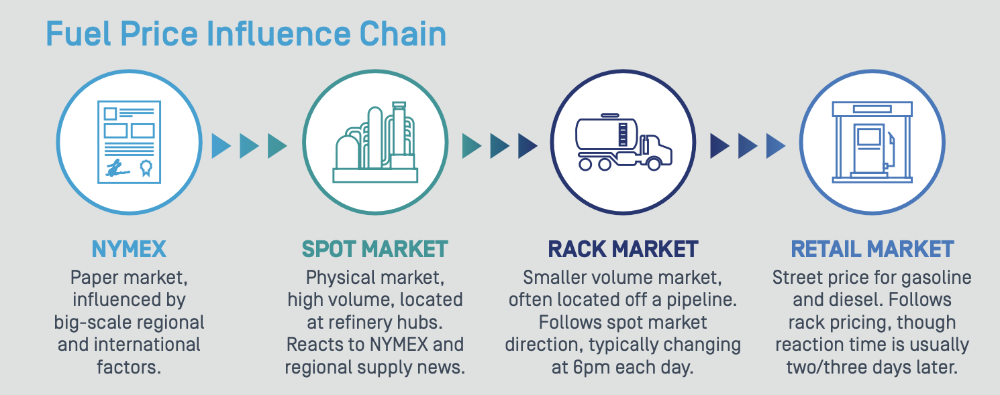 Fuel Price Influence Chain
NYMEX
Paper market,
influenced by
big-scale regional
and international
factors.
SPOT MARKET
Physical market,
high volume, located
at refinery hubs.
Reacts to NYMEX and
regional supply news.
RACK MARKET
Smaller volume market,
often located off a pipeline.
Follows spot market
direction, typically changing
at 6pm each day.
RETAIL MARKET
Street price for gasoline
and diesel. Follows
rack pricing, though
reaction time is usually
two/three days later.